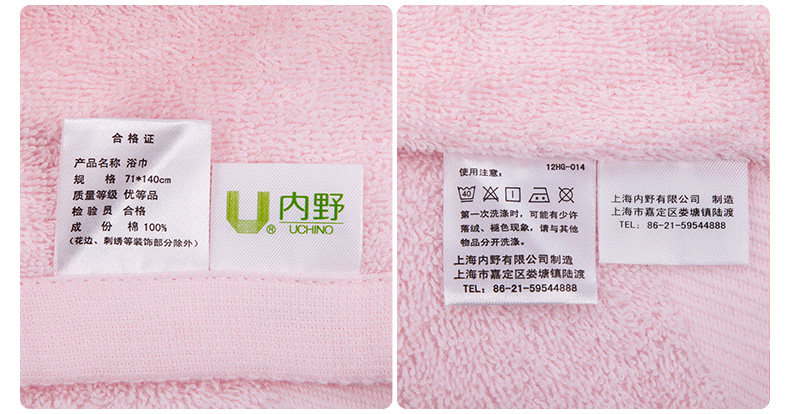 合格证
产品名称 浴巾
规 格 71*140cm
质量等级 优等品
检验员 合格
成 份 棉 100%
(花边、刺绣等装饰部分除外)
U® 内野
UCHINO
使用注意: 12HG-014
40
第一次洗涤时,可能有少许
落绒、褪色现象,请与其他
物品分开洗涤。
上海内野有限公司制造
上海市嘉定区娄塘镇陆渡
TEL: 86-21-59544888
上海内野有限公司 制造
上海市嘉定区娄塘镇陆渡
TEL: 86-21-59544888